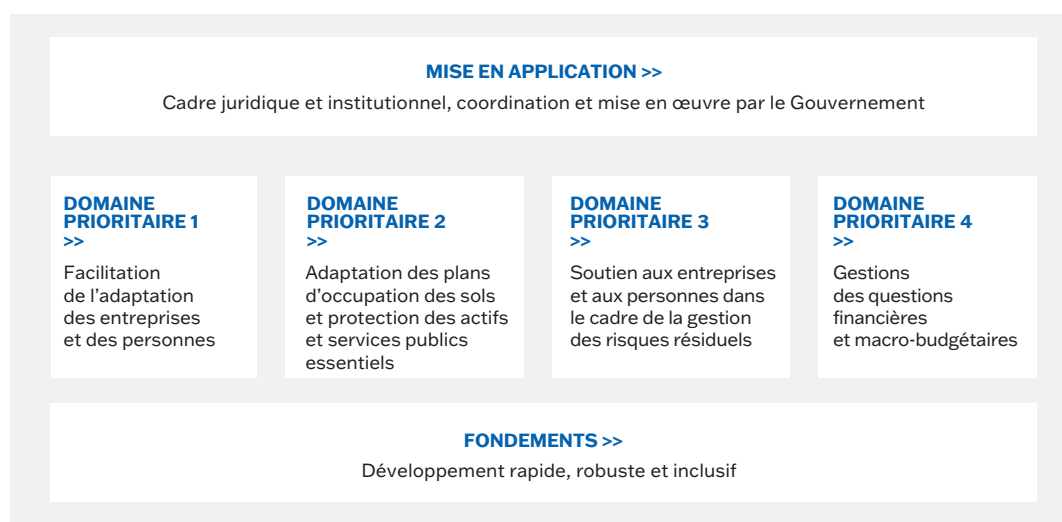 MISE EN APPLICATION >>
Cadre juridique et institutionnel, coordination et mise en œuvre par le Gouvernement
DOMAINE
PRIORITAIRE 1
>>
Facilitation
de l’adaptation
des entreprises
et des personnes
DOMAINE
PRIORITAIRE 2
>>
Adaptation des plans
d’occupation des sols
et protection des actifs
et services publics
essentiels
DOMAINE
PRIORITAIRE 3
>>
Soutien aux entreprises
et aux personnes dans
le cadre de la gestion
des risques résiduels
DOMAINE
PRIORITAIRE 4
>>
Gestions
des questions
financières
et macro-budgétaires
FONDEMENTS >>
Développement rapide, robuste et inclusif